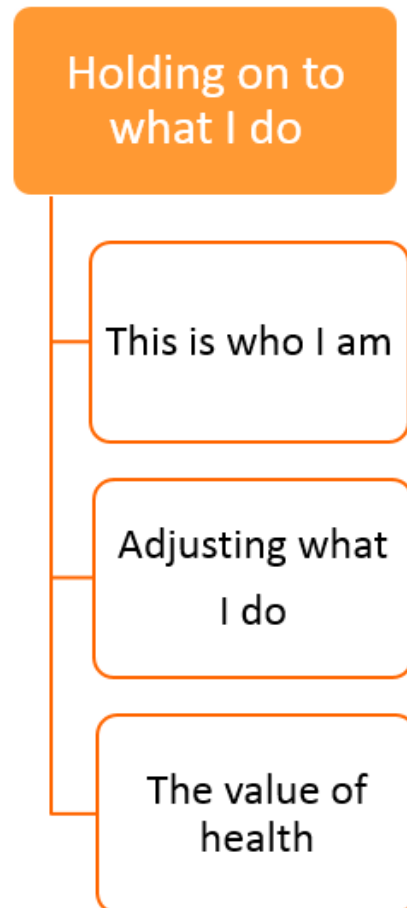 Holding on to
what I do
This is who I am
Adjusting what
I do
The value of
health